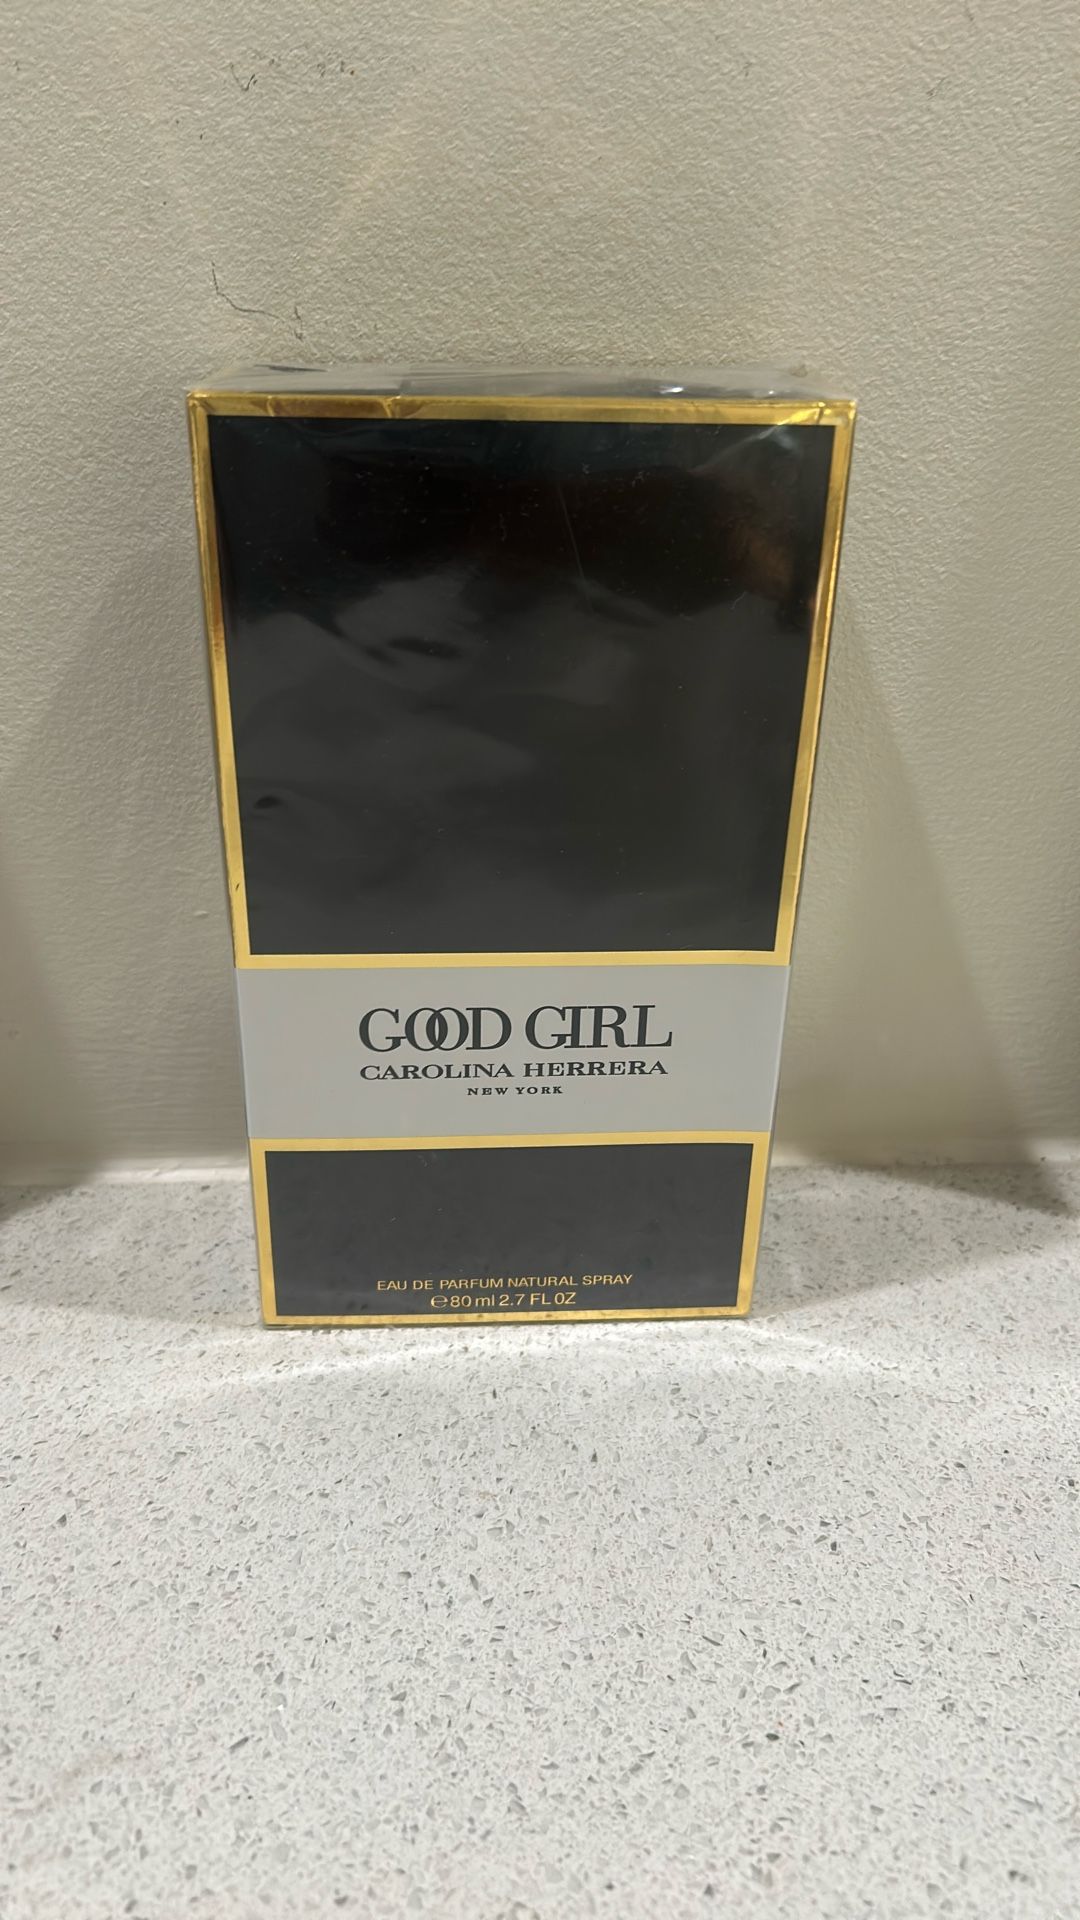 GOOD GIRL
CAROLINA HERRERA
NEW YORK
EAU DE PARFUM NATURAL SPRAY
℮80 ml 2.7 FL OZ